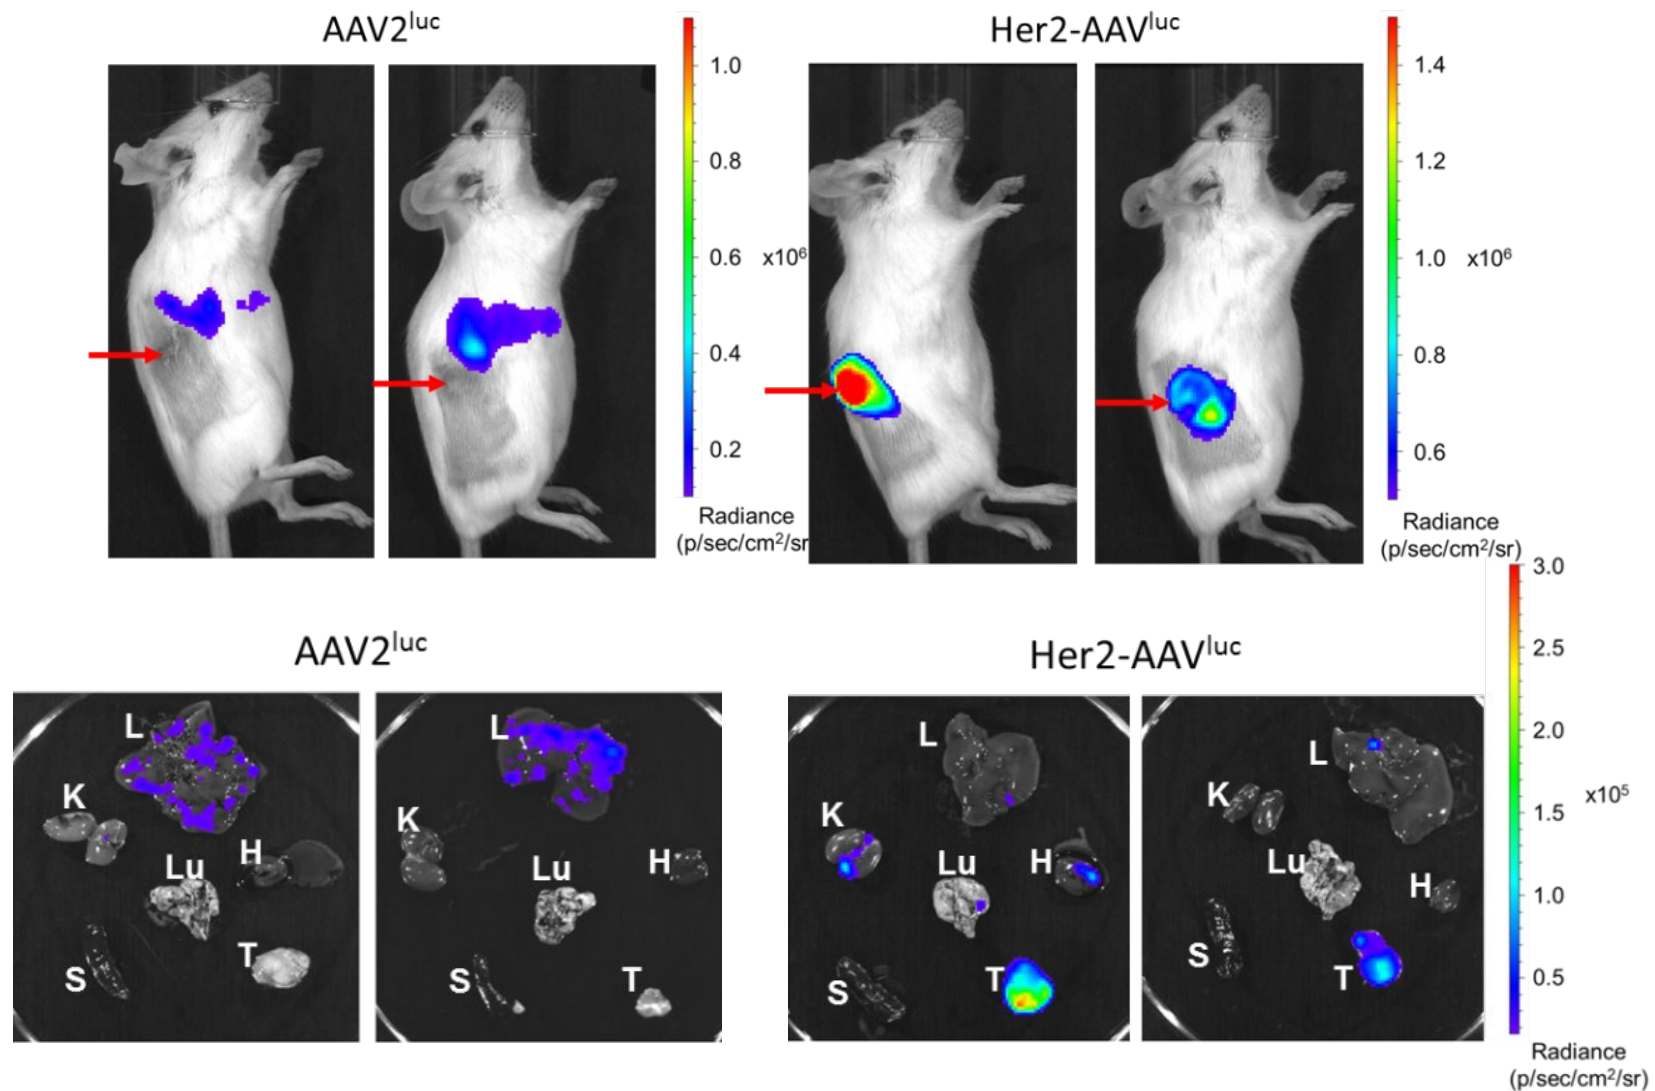 AAV2luc
Her2-AAVluc
1.0
0.8
0.6
0.4
0.2
x10⁶
Radiance
(p/sec/cm²/sr
1.4
1.2
1.0
0.8
0.6
x10⁶
Radiance
(p/sec/cm²/sr)
AAV2luc
Her2-AAVluc
L
K
H
Lu
T
S
L
K
H
Lu
S
T
L
K
Lu
H
S
T
L
K
Lu
H
S
T
3.0
2.5
2.0
1.5
1.0
0.5
x10⁵
Radiance
(p/sec/cm²/sr)